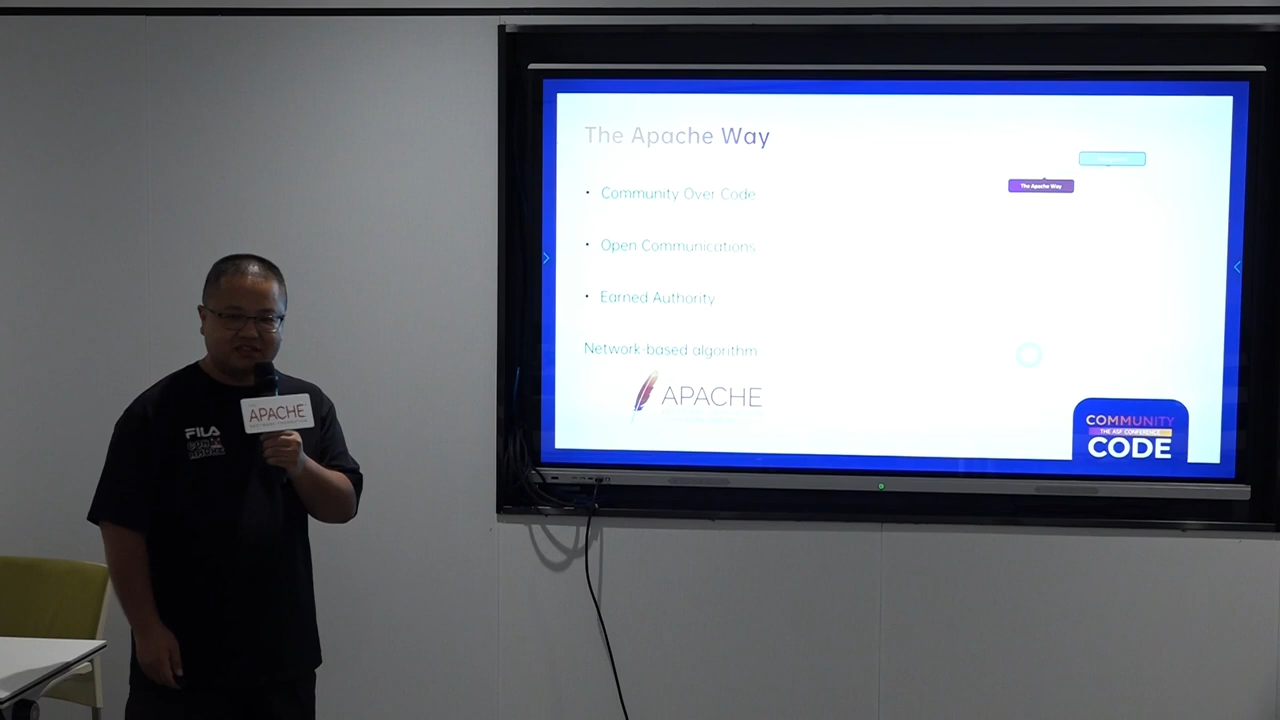 The Apache Way
• Community Over Code
• Open Communications
• Earned Authority
Network-based algorithm
APACHE
The Apache Way
COMMUNITY
THE ASF CONFERENCE
CODE
APACHE
FILA